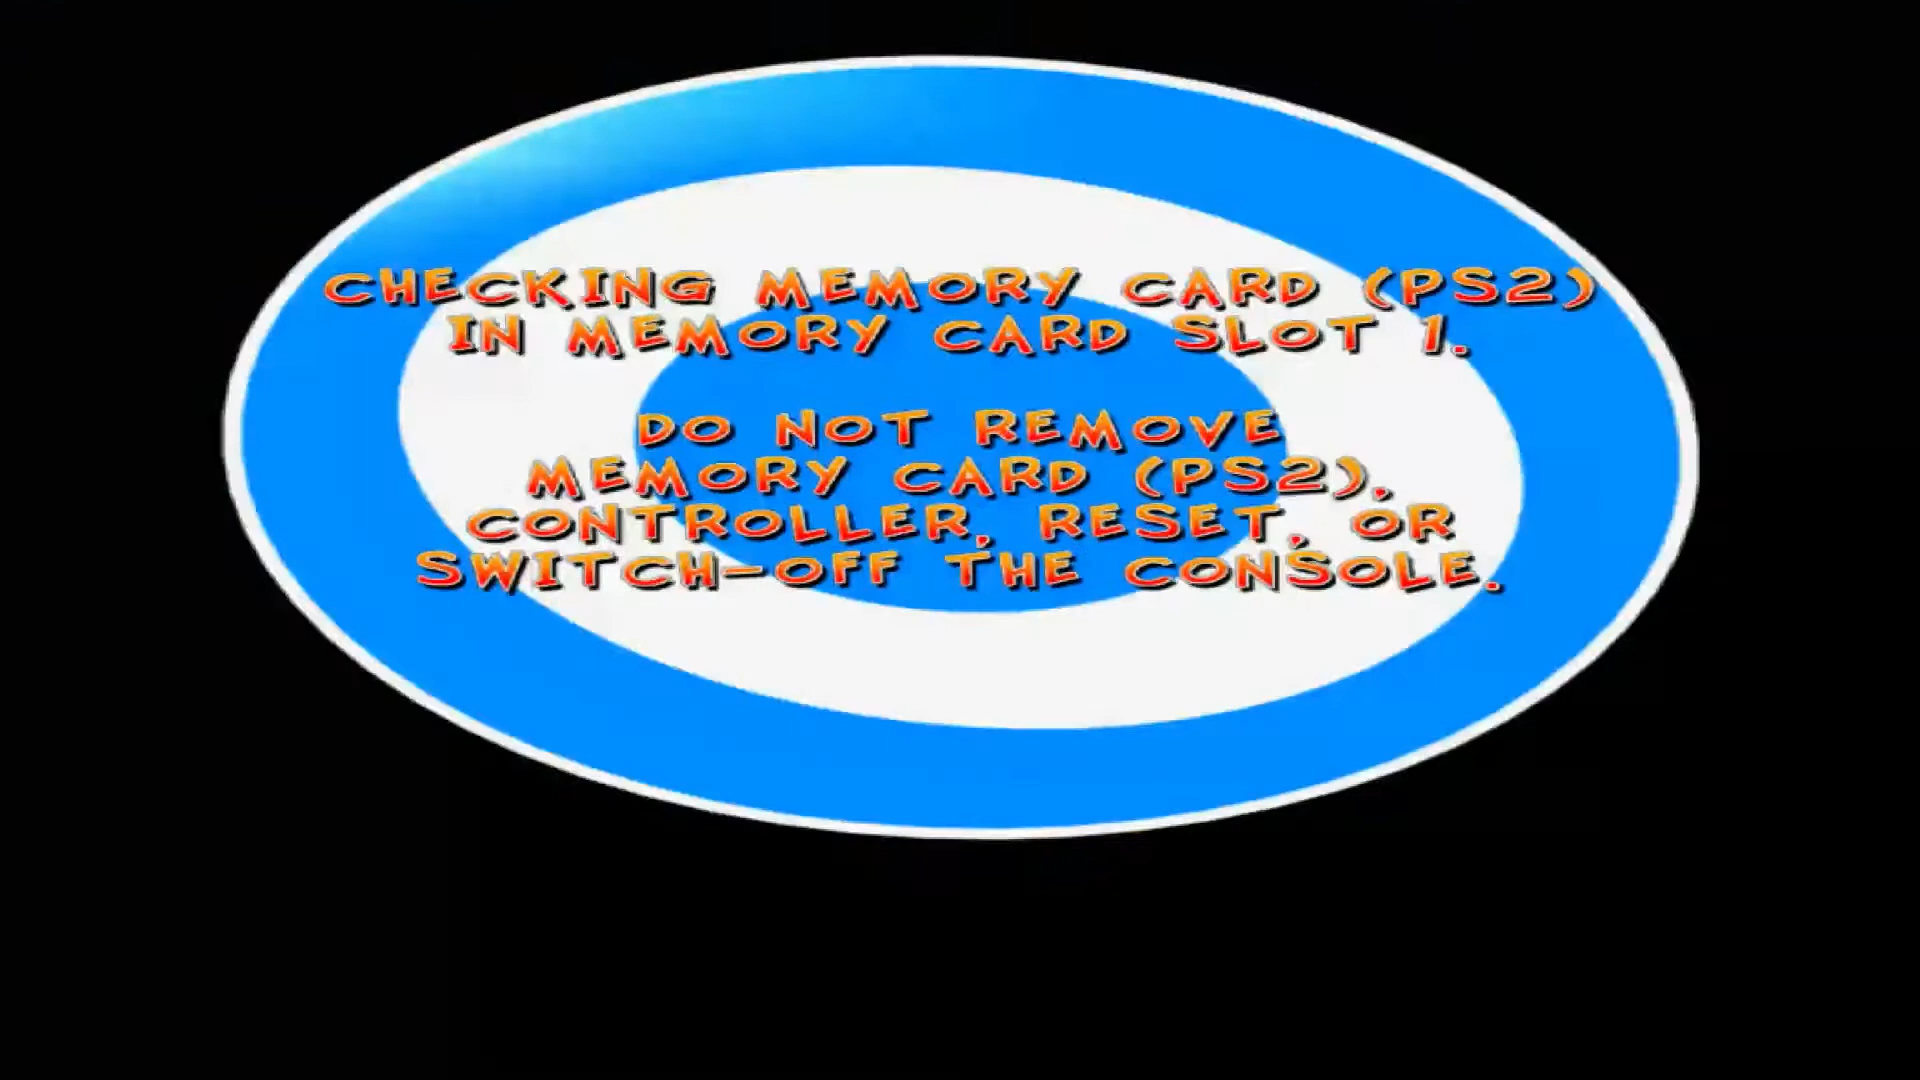 CHECKING MEMORY CARD (PS2)
IN MEMORY CARD SLOT 1.
DO NOT REMOVE
MEMORY CARD (PS2),
CONTROLLER, RESET, OR
SWITCH-OFF THE CONSOLE.